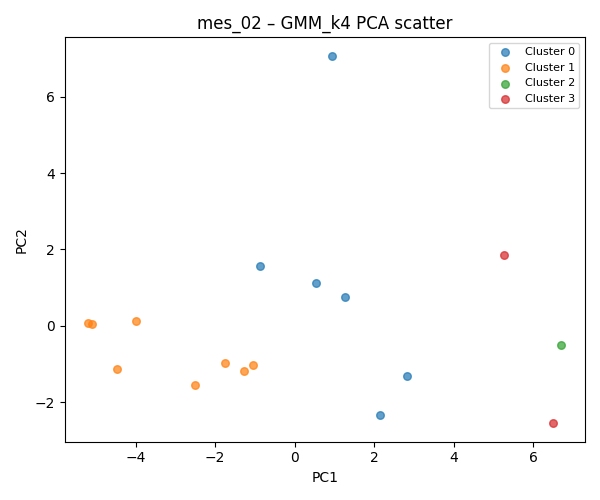 mes_02 – GMM_k4 PCA scatter
Cluster 0
Cluster 1
Cluster 2
Cluster 3
PC2
6
4
2
0
−2
−4
−2
0
2
4
6
PC1